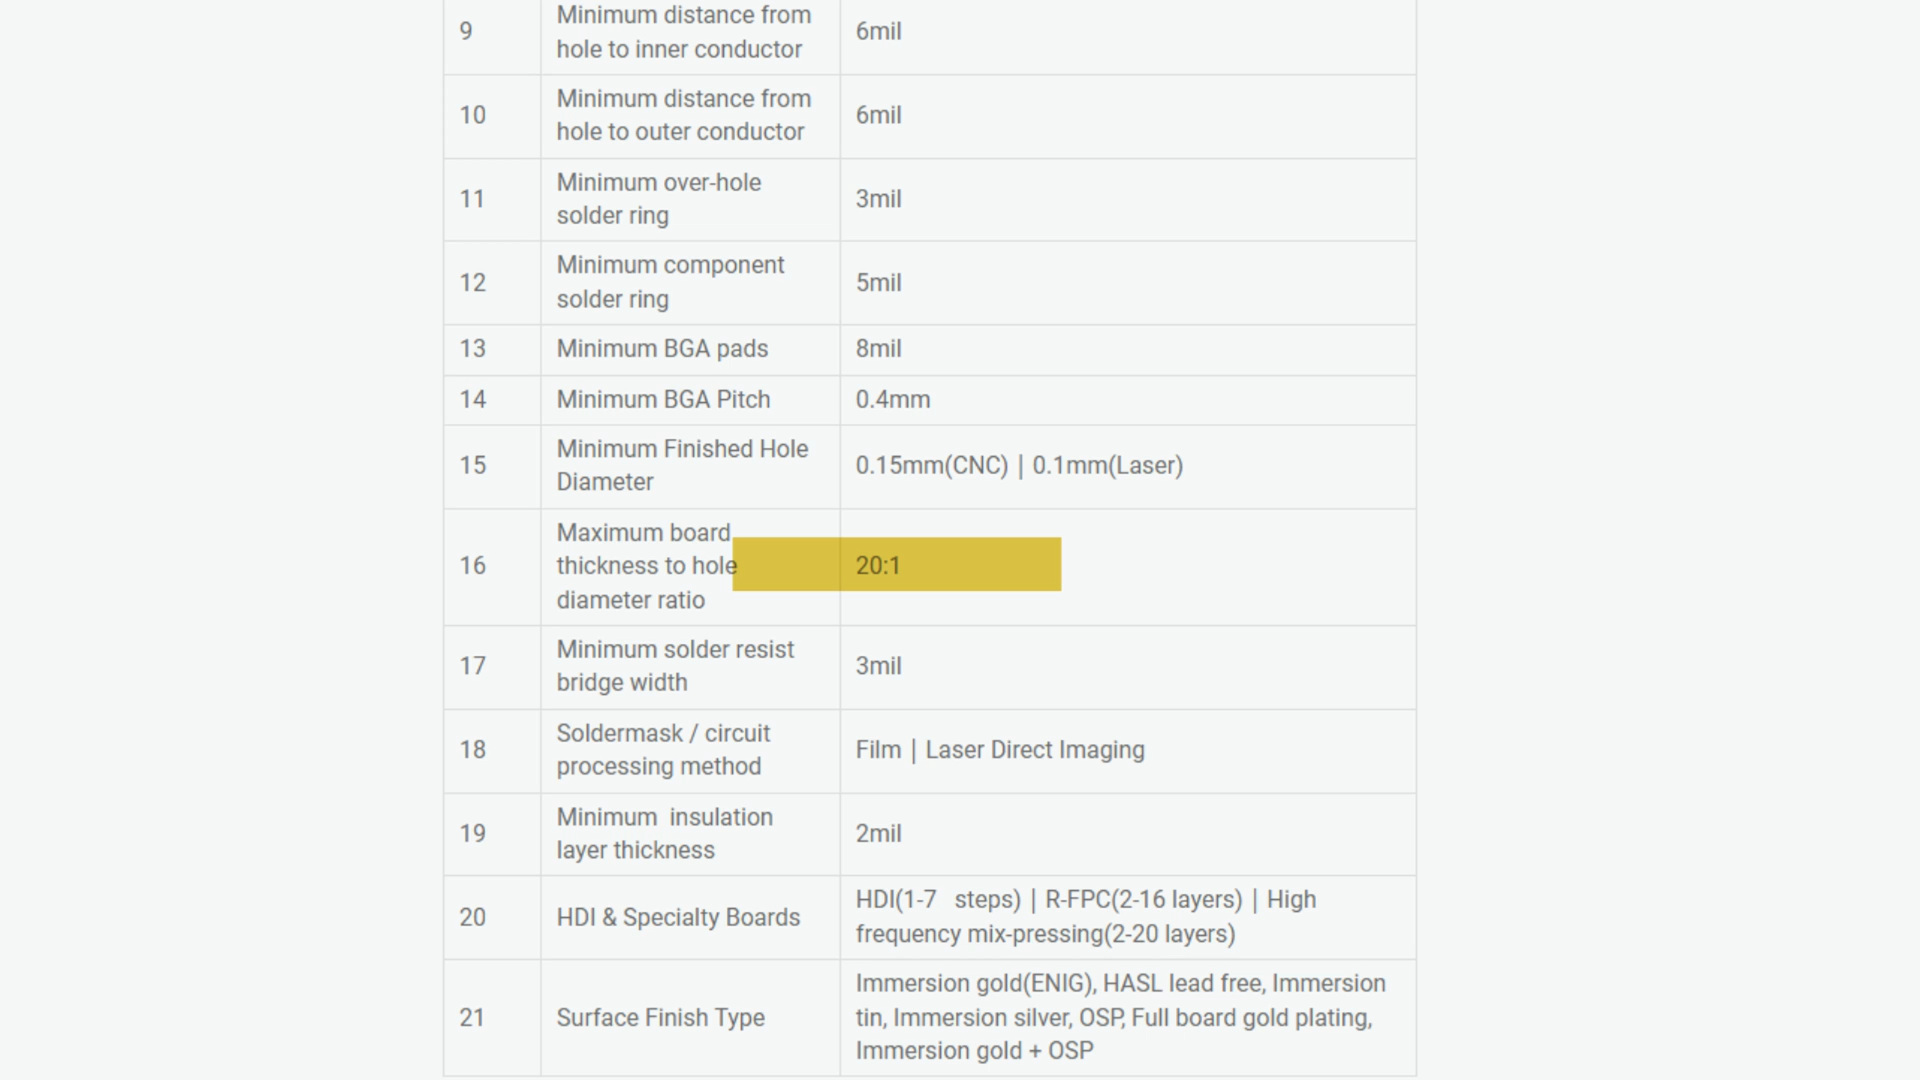 9
Minimum distance from
hole to inner conductor
6mil
10
Minimum distance from
hole to outer conductor
6mil
11
Minimum over-hole
solder ring
3mil
12
Minimum component
solder ring
5mil
13
Minimum BGA pads
8mil
14
Minimum BGA Pitch
0.4mm
15
Minimum Finished Hole
Diameter
0.15mm(CNC) | 0.1mm(Laser)
16
Maximum board
thickness to hole
diameter ratio
20:1
17
Minimum solder resist
bridge width
3mil
18
Soldermask / circuit
processing method
Film | Laser Direct Imaging
19
Minimum  insulation
layer thickness
2mil
20
HDI & Specialty Boards
HDI(1-7   steps) | R-FPC(2-16 layers) | High
frequency mix-pressing(2-20 layers)
21
Surface Finish Type
Immersion gold(ENIG), HASL lead free, Immersion
tin, Immersion silver, OSP, Full board gold plating,
Immersion gold + OSP